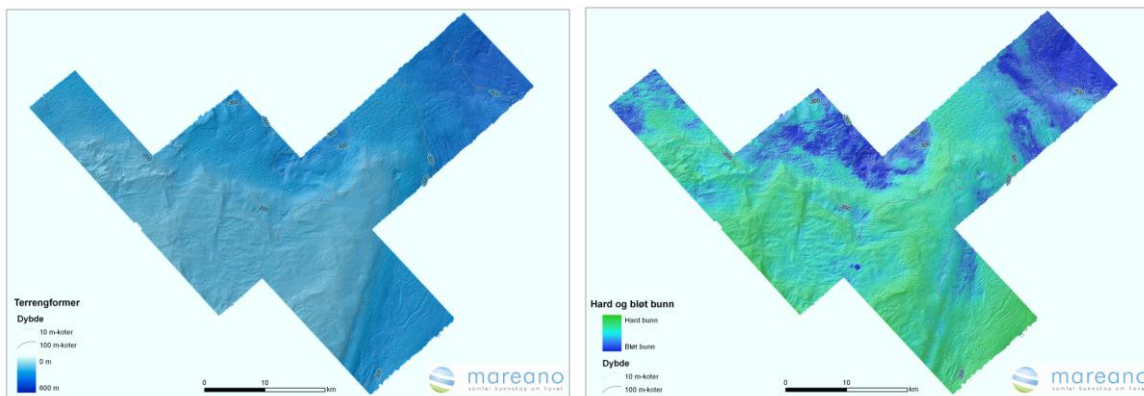 Terrengformer
Dybde
10 m-koter
100 m-koter
0 m
600 m
0 10
km
mareano
samler kunnskap om havet
Hard og bløt bunn
Hard bunn
Bløt bunn
Dybde
10 m-koter
100 m-koter
0 10
km
mareano
samler kunnskap om havet